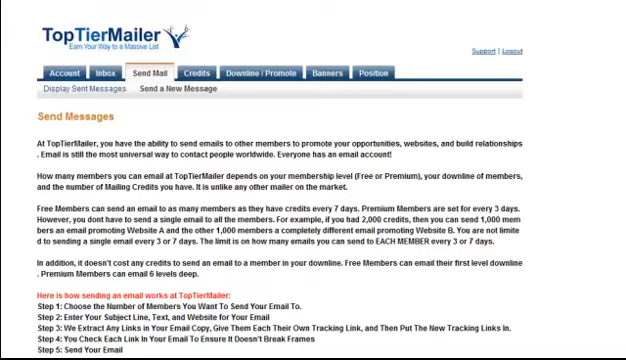 TopTierMailer
Earn Your Way to a Massive List
Support | Logout
Account Inbox Send Mail Credits Downline / Promote Banners Position
Display Sent Messages Send a New Message
Send Messages
At TopTierMailer, you have the ability to send emails to other members to promote your opportunities, websites, and build relationships
. Email is still the most universal way to contact people worldwide. Everyone has an email account!
How many members you can email at TopTierMailer depends on your membership level (Free or Premium), your downline of members,
and the number of Mailing Credits you have. It is unlike any other mailer on the market.
Free Members can send an email to as many members as they have credits every 7 days. Premium Members are set for every 3 days.
However, you dont have to send a single email to all the members. For example, if you had 2,000 credits, then you can send 1,000 mem
bers an email promoting Website A and the other 1,000 members a completely different email promoting Website B. You are not limite
d to sending a single email every 3 or 7 days. The limit is on how many emails you can send to EACH MEMBER every 3 or 7 days.
In addition, it doesn't cost any credits to send an email to a member in your downline. Free Members can email their first level downline
. Premium Members can email 6 levels deep.
Here is how sending an email works at TopTierMailer:
Step 1: Choose the Number of Members You Want To Send Your Email To.
Step 2: Enter Your Subject Line, Text, and Website for Your Email
Step 3: We Extract Any Links in Your Email Copy, Give Them Each Their Own Tracking Link, and Then Put The New Tracking Links In.
Step 4: You Check Each Link In Your Email To Ensure It Doesn't Break Frames
Step 5: Send Your Email